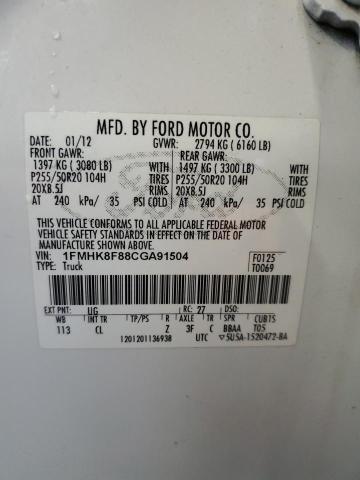 MFD. BY FORD MOTOR CO.
DATE: 01/12 GVWR: 2794 KG ( 6160 LB)
FRONT GAWR: REAR GAWR:
1397 KG ( 3080 LB) WITH 1497 KG ( 3300 LB) WITH
P255/50R20 104H TIRES P255/50R20 104H TIRES
20X8.5J RIMS 20X8.5J RIMS
AT 240 kPa/ 35 PSI COLD AT 240 kPa/ 35 PSI COLD
THIS VEHICLE CONFORMS TO ALL APPLICABLE FEDERAL MOTOR
VEHICLE SAFETY STANDARDS IN EFFECT ON THE DATE OF
MANUFACTURE SHOWN ABOVE.
VIN: 1FMHK8F88CGA91504 F0125
TYPE: Truck T0069
EXT PNT: UG RC: 27 DSO:
WB INT TR TP/PS R AXLE TR SPR CUBTS
113 CL Z 3F C BBAA T05
1201201136938 UTC 5U5A-1520472-BA